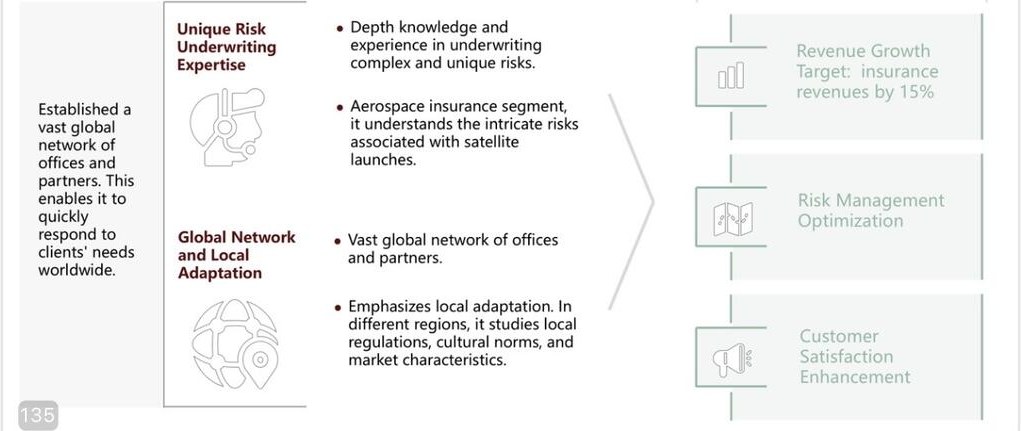 Established a
vast global
network of
offices and
partners. This
enables it to
quickly
respond to
clients' needs
worldwide.
Unique Risk
Underwriting
Expertise
• Depth knowledge and
experience in underwriting
complex and unique risks.
• Aerospace insurance segment,
it understands the intricate risks
associated with satellite
launches.
Global Network
and Local
Adaptation
• Vast global network of offices
and partners.
• Emphasizes local adaptation. In
different regions, it studies local
regulations, cultural norms, and
market characteristics.
Revenue Growth
Target: insurance
revenues by 15%
Risk Management
Optimization
Customer
Satisfaction
Enhancement
135